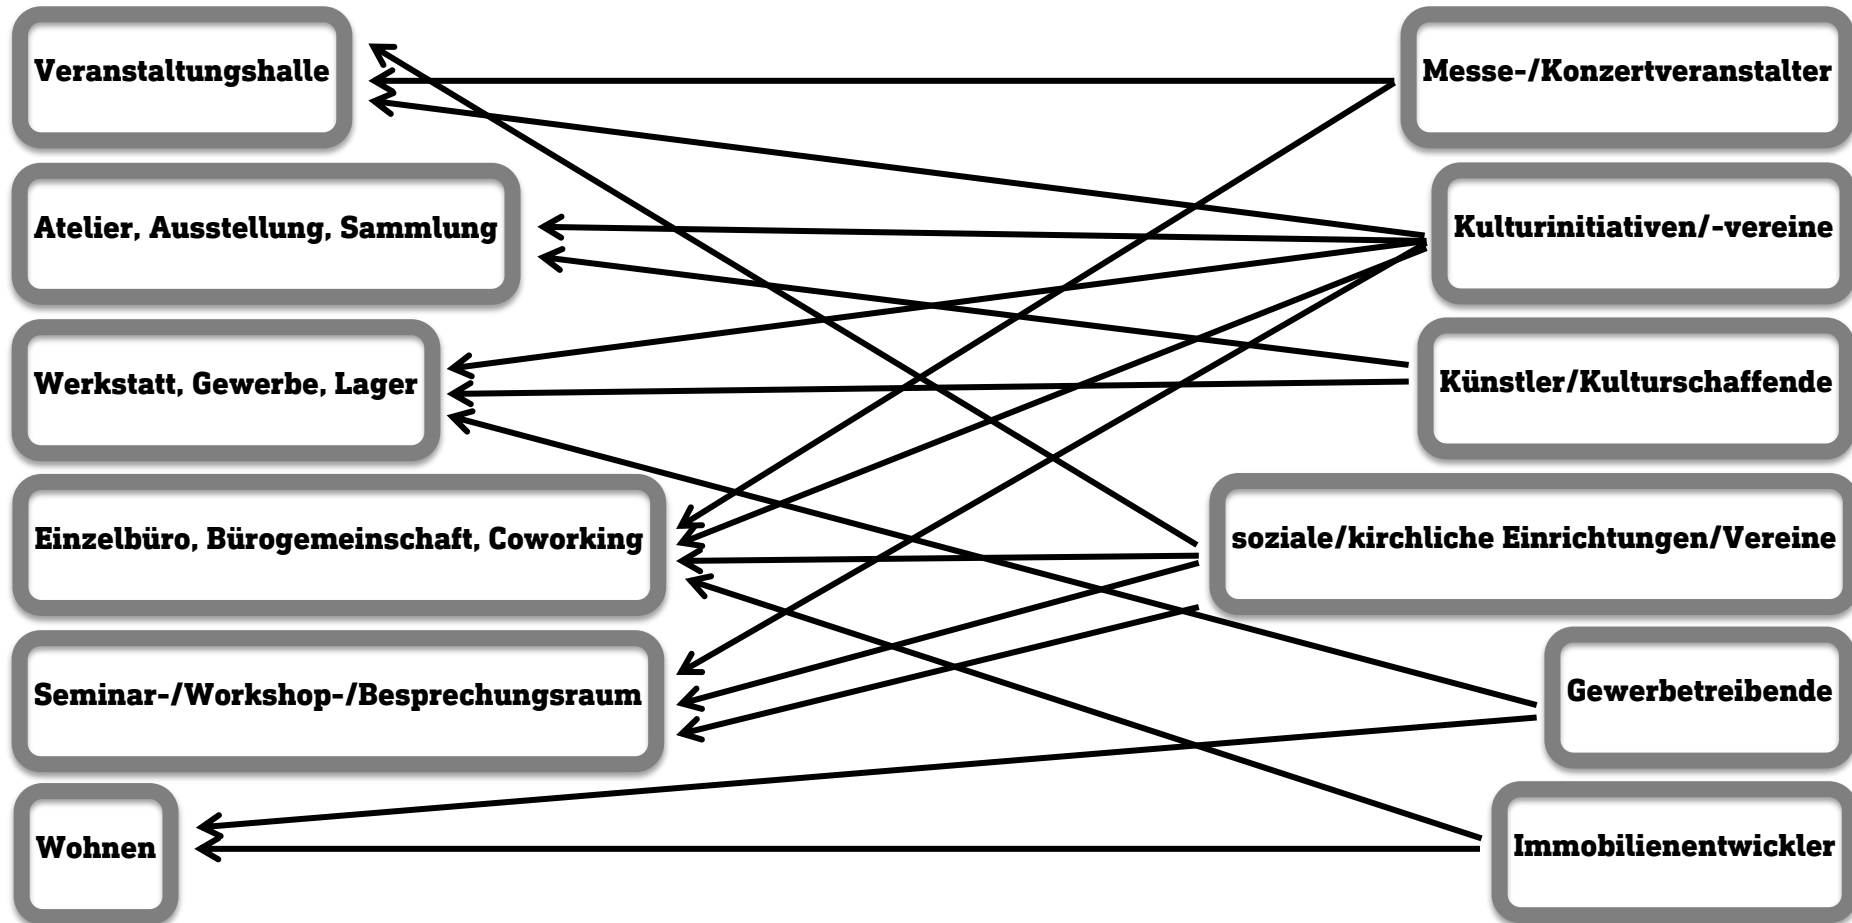 Veranstaltungshalle
Messe-/Konzertveranstalter
Atelier, Ausstellung, Sammlung
Kulturinitiativen/-vereine
Werkstatt, Gewerbe, Lager
Künstler/Kulturschaffende
Einzelbüro, Bürogemeinschaft, Coworking
soziale/kirchliche Einrichtungen/Vereine
Seminar-/Workshop-/Besprechungsraum
Gewerbetreibende
Wohnen
Immobilienentwickler